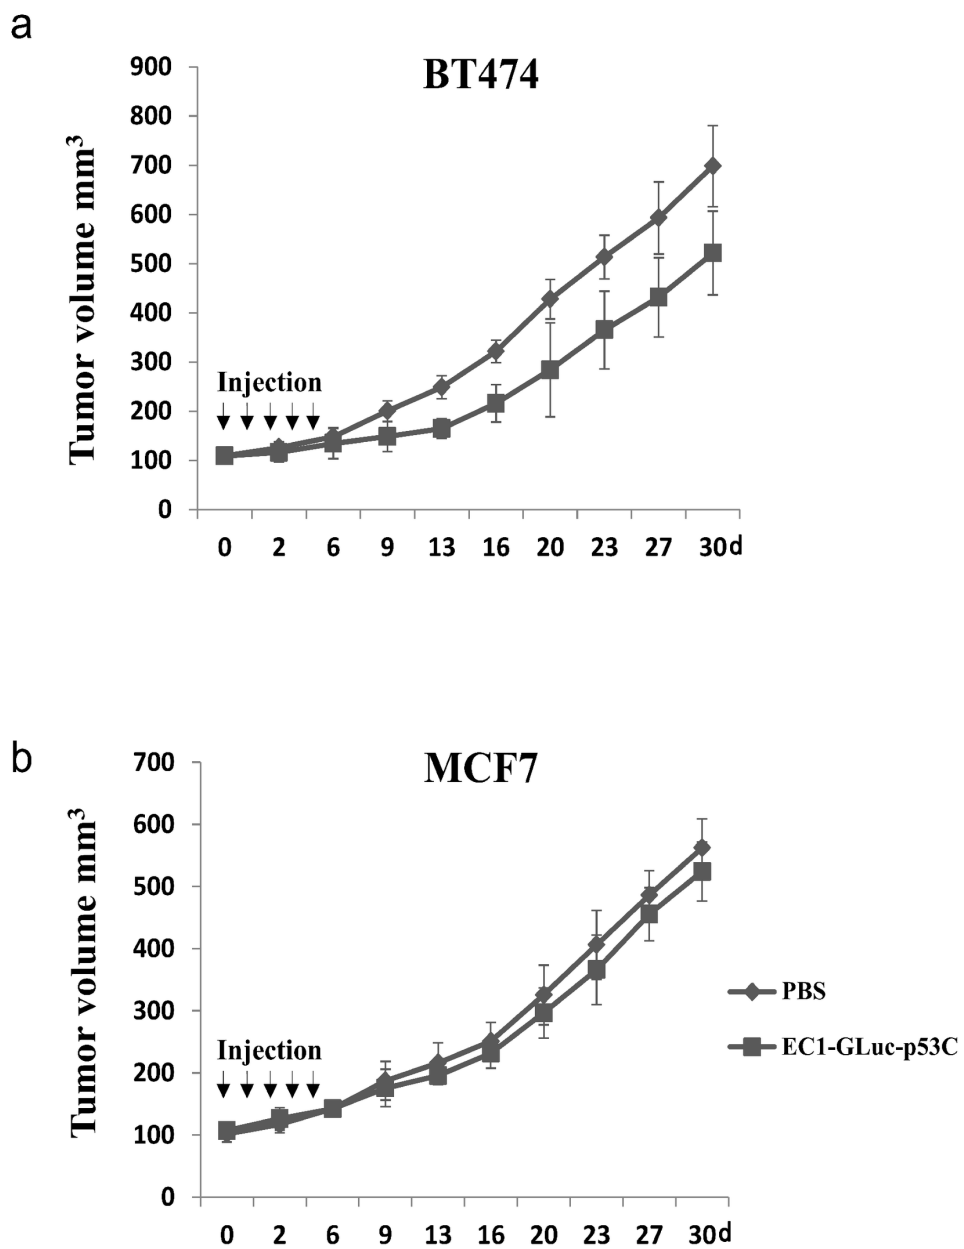 a
BT474
Tumor volume mm³
900
800
700
600
500
400
300
200
100
0
Injection
0 2 6 9 13 16 20 23 27 30d
b
MCF7
Tumor volume mm³
700
600
500
400
300
200
100
0
Injection
PBS
EC1-GLuc-p53C
0 2 6 9 13 16 20 23 27 30d